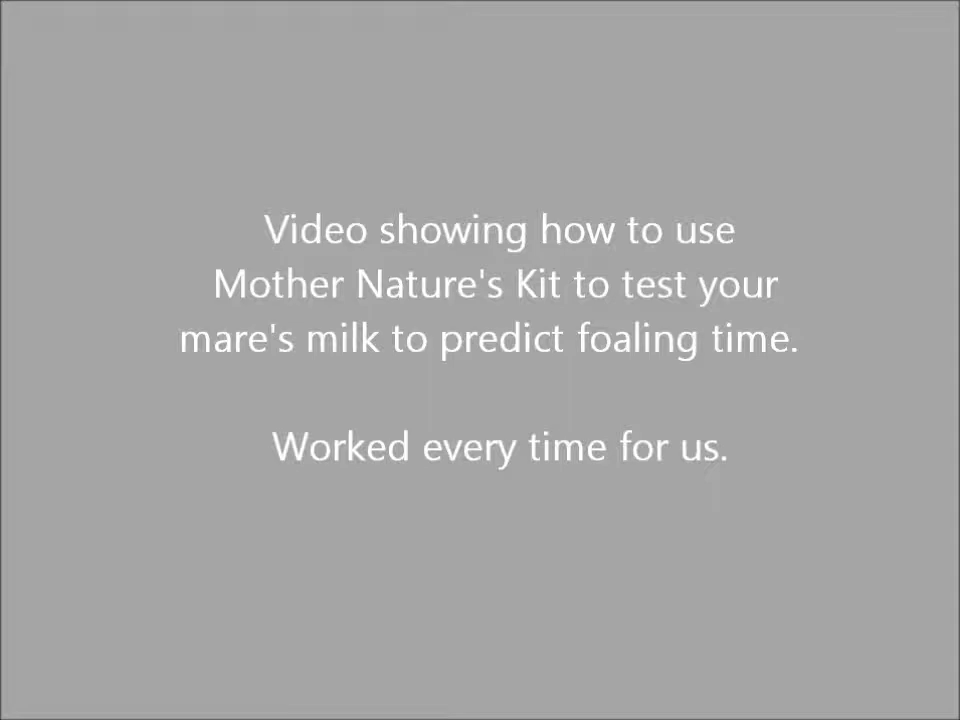 Video showing how to use
Mother Nature's Kit to test your
mare's milk to predict foaling time.
Worked every time for us.